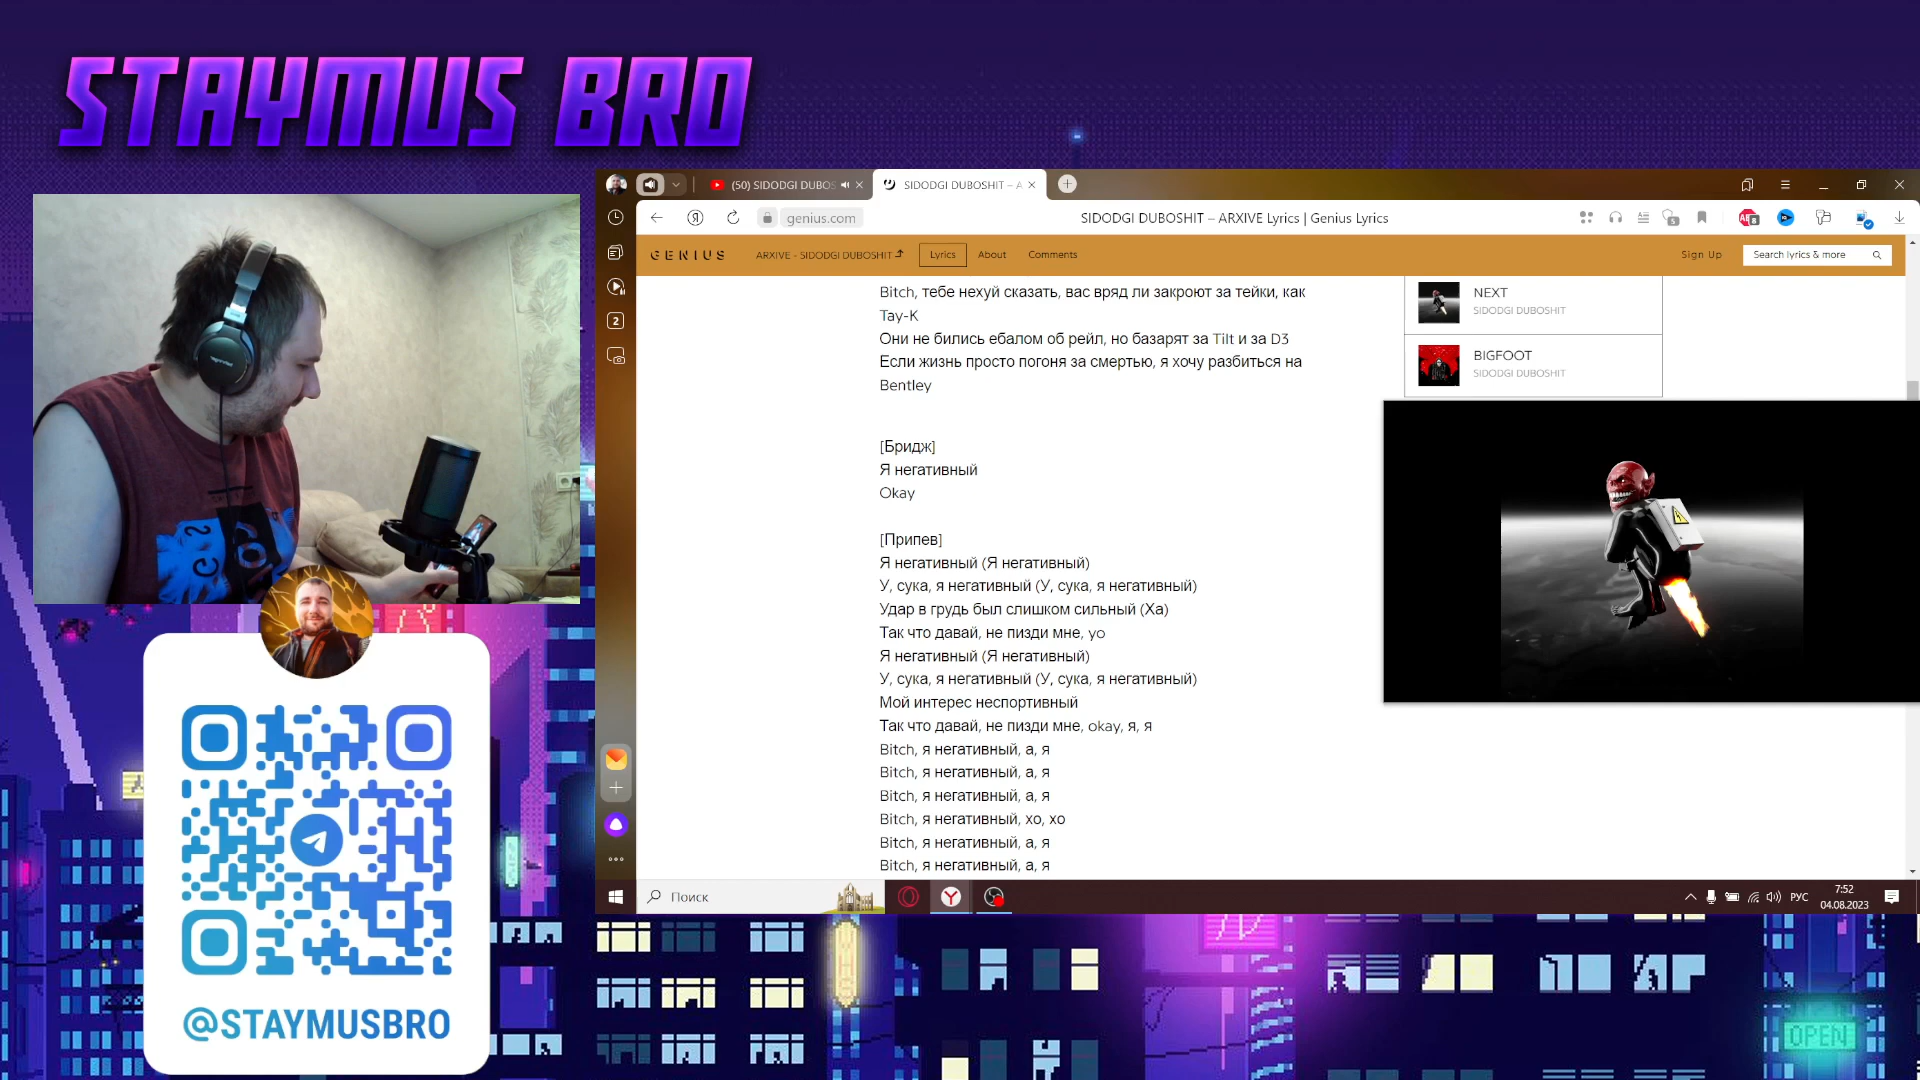 STAYMUS BRO
(50) SIDODGI DUBOS
SIDODGI DUBOSHIT – A
genius.com
SIDODGI DUBOSHIT – ARXIVE Lyrics | Genius Lyrics
GENIUS
ARXIVE - SIDODGI DUBOSHIT
Lyrics
About
Comments
Sign Up
Search lyrics & more
2
Bitch, тебе нехуй сказать, вас вряд ли закроют за тейки, как
Tay-K
Они не бились ебалом об рейл, но базарят за Tilt и за D3
Если жизнь просто погоня за смертью, я хочу разбиться на
Bentley
[Бридж]
Я негативный
Okay
[Припев]
Я негативный (Я негативный)
У, сука, я негативный (У, сука, я негативный)
Удар в грудь был слишком сильный (Ха)
Так что давай, не пизди мне, yo
Я негативный (Я негативный)
У, сука, я негативный (У, сука, я негативный)
Мой интерес неспортивный
Так что давай, не пизди мне, okay, я, я
Bitch, я негативный, а, я
Bitch, я негативный, а, я
Bitch, я негативный, а, я
Bitch, я негативный, хо, хо
Bitch, я негативный, а, я
Bitch, я негативный, а, я
NEXT
SIDODGI DUBOSHIT
BIGFOOT
SIDODGI DUBOSHIT
Поиск
РУС
7:52
04.08.2023
@STAYMUSBRO
OPEN